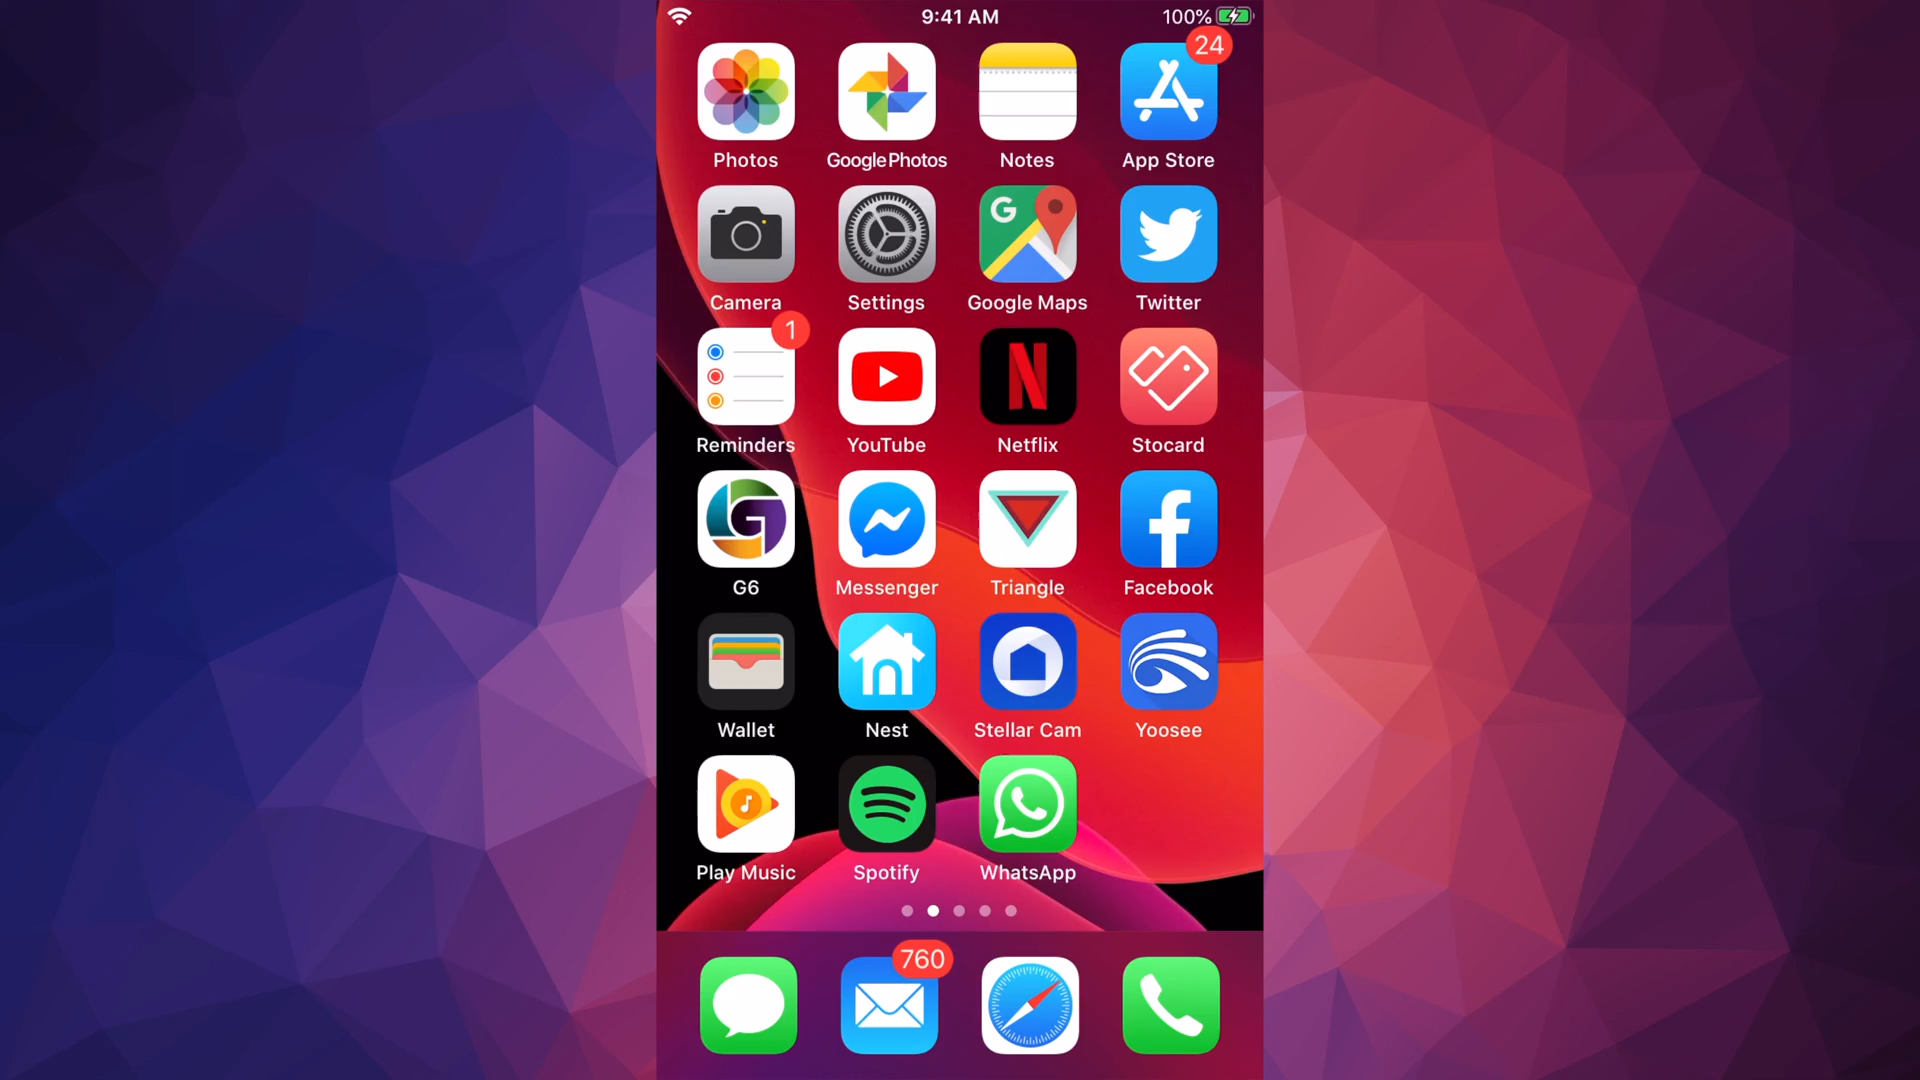 9:41 AM 100%
24
Photos Google Photos Notes App Store
G
Camera Settings Google Maps Twitter
1
N
Reminders YouTube Netflix Stocard
G f
G6 Messenger Triangle Facebook
Wallet Nest Stellar Cam Yoosee
Play Music Spotify WhatsApp
760